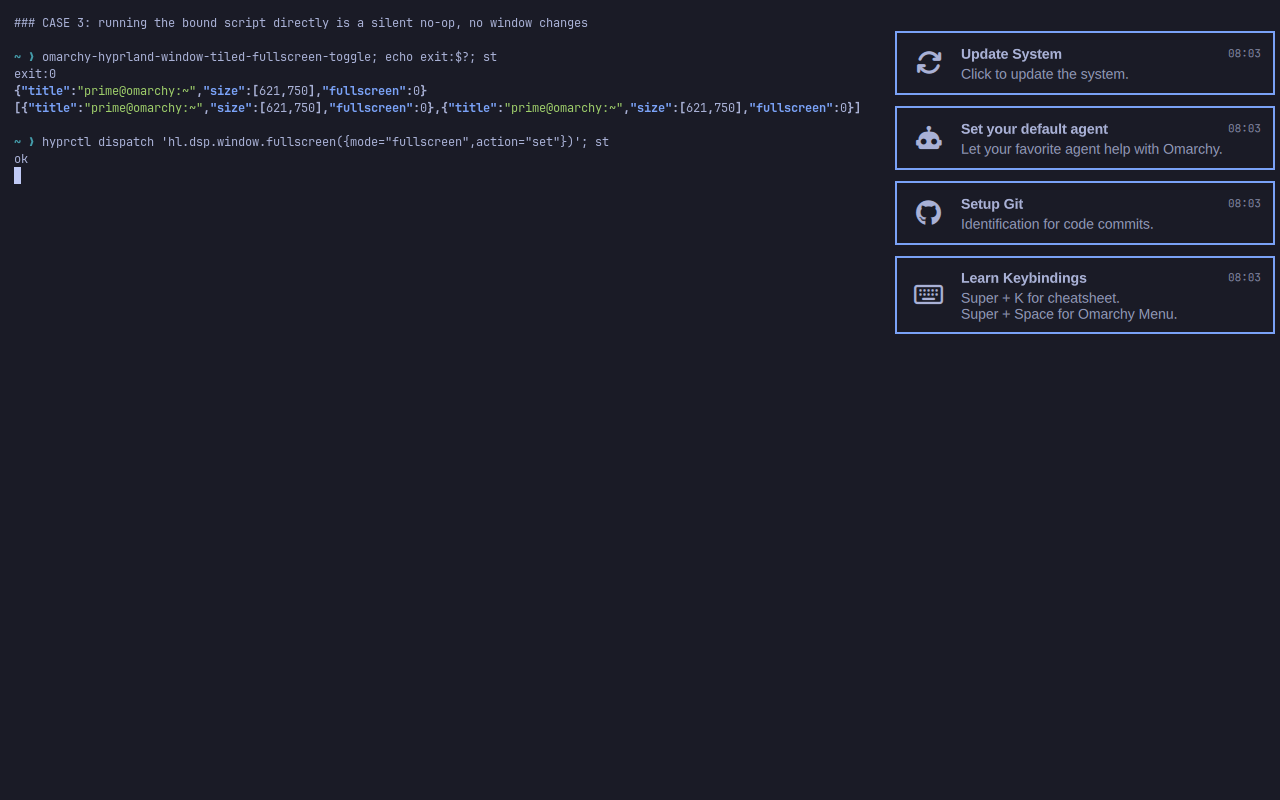 ### CASE 3: running the bound script directly is a silent no-op, no window changes
~ ❯ omarchy-hyprland-window-tiled-fullscreen-toggle; echo exit:$?; st
exit:0
{"title":"prime@omarchy:~","size":[621,750],"fullscreen":0}
[{"title":"prime@omarchy:~","size":[621,750],"fullscreen":0},{"title":"prime@omarchy:~","size":[621,750],"fullscreen":0}]
~ ❯ hyprctl dispatch 'hl.dsp.window.fullscreen({mode="fullscreen",action="set"})'; st
ok
Update System 08:03
Click to update the system.
Set your default agent 08:03
Let your favorite agent help with Omarchy.
Setup Git 08:03
Identification for code commits.
Learn Keybindings 08:03
Super + K for cheatsheet.
Super + Space for Omarchy Menu.